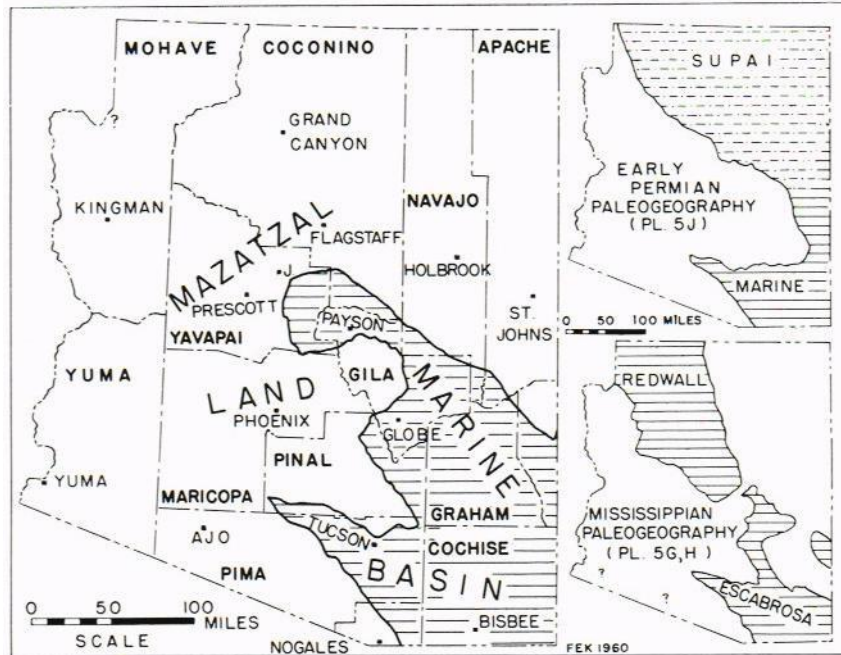 MOHAVE
COCONINO
APACHE
GRAND
CANYON
?
KINGMAN
NAVAJO
FLAGSTAFF
MAZATZAL
J.
HOLBROOK
PRESCOTT
PAYSON
ST.
JOHNS
YAVAPAI
YUMA
GILA
LAND
MARINE
PHOENIX
GLOBE
PINAL
YUMA
MARICOPA
GRAHAM
AJO
TUCSON
COCHISE
PIMA
BASIN
0 50 100
MILES
SCALE
BISBEE
NOGALES
FEK 1960
SUPAI
EARLY
PERMIAN
PALEOGEOGRAPHY
(PL. 5J)
MARINE
0 50 100 MILES
REDWALL
MISSISSIPPIAN
PALEOGEOGRAPHY
(PL. 5G,H)
?
?
ESCABROSA